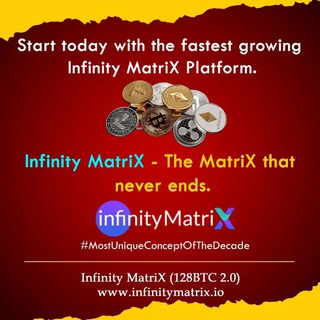 Start today with the fastest growing
Infinity MatriX Platform.
Infinity MatriX - The MatriX that
never ends.
infinityMatriX
#MostUniqueConceptOfTheDecade
Infinity MatriX (128BTC 2.0)
www.infinitymatrix.io